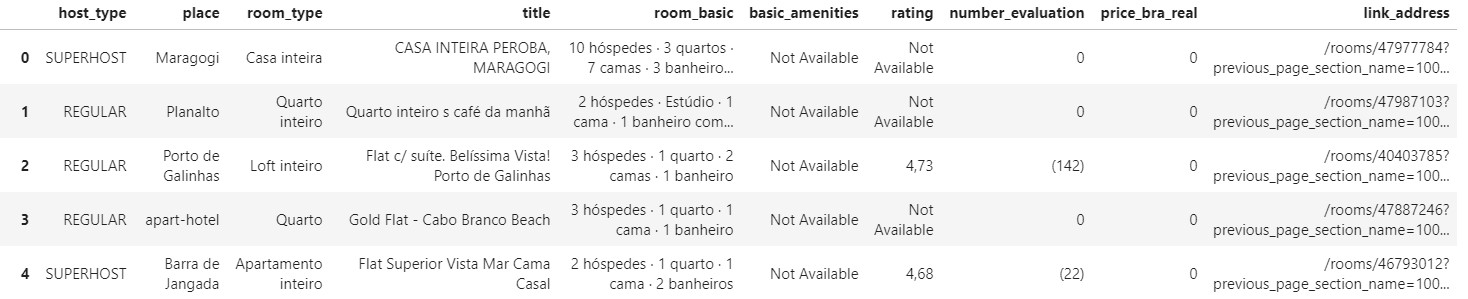 host_type place room_type title room_basic basic_amenities rating number_evaluation price_bra_real link_address
0 SUPERHOST Maragogi Casa inteira CASA INTEIRA PEROBA, MARAGOGI 10 hóspedes · 3 quartos · 7 camas · 3 banheiro... Not Available Not Available 0 0 /rooms/47977784?previous_page_section_name=100...
1 REGULAR Planalto Quarto inteiro Quarto inteiro s café da manhã 2 hóspedes · Estúdio · 1 cama · 1 banheiro com... Not Available Not Available 0 0 /rooms/47987103?previous_page_section_name=100...
2 REGULAR Porto de Galinhas Loft inteiro Flat c/ suíte. Belíssima Vista! Porto de Galinhas 3 hóspedes · 1 quarto · 2 camas · 1 banheiro Not Available 4,73 (142) 0 /rooms/40403785?previous_page_section_name=100...
3 REGULAR apart-hotel Quarto Gold Flat - Cabo Branco Beach 3 hóspedes · 1 quarto · 1 cama · 1 banheiro Not Available Not Available 0 0 /rooms/47887246?previous_page_section_name=100...
4 SUPERHOST Barra de Jangada Apartamento inteiro Flat Superior Vista Mar Cama Casal 2 hóspedes · 1 quarto · 1 cama · 2 banheiros Not Available 4,68 (22) 0 /rooms/46793012?previous_page_section_name=100...